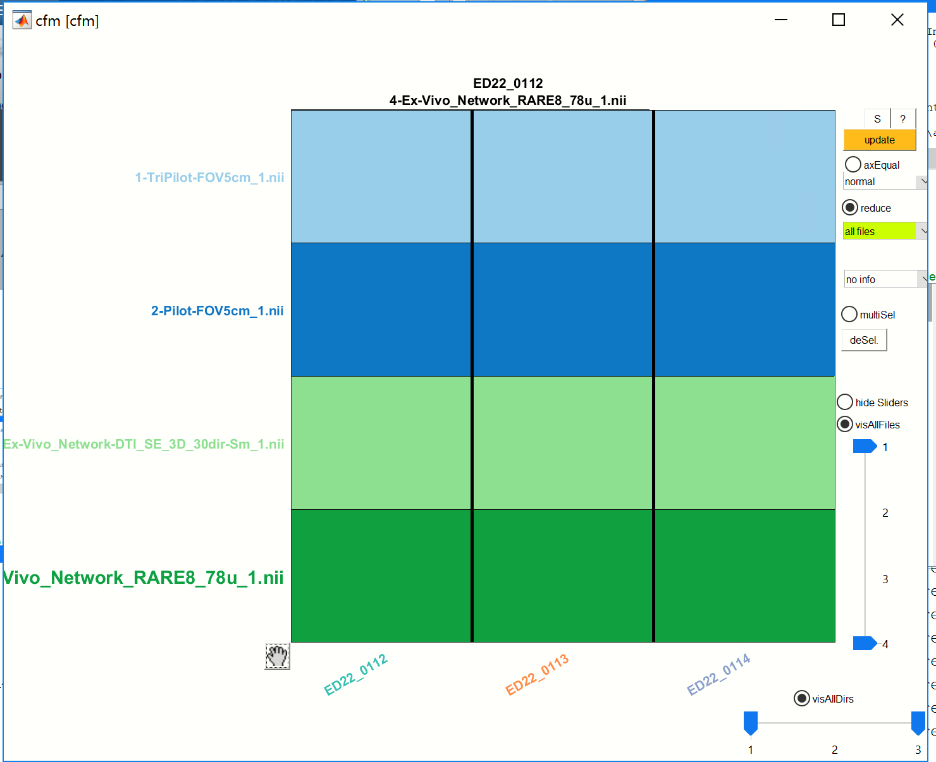 cfm [cfm]
ED22_0112
4-Ex-Vivo_Network_RARE8_78u_1.nii
S ?
update
axEqual
normal
1-TriPilot-FOV5cm_1.nii
reduce
all files
no info
2-Pilot-FOV5cm_1.nii
multiSel
deSel.
hide Sliders
visAllFiles
1
Ex-Vivo_Network-DTI_SE_3D_30dir-Sm_1.nii
2
Vivo_Network_RARE8_78u_1.nii
3
4
ED22_0112 ED22_0113 ED22_0114
visAllDirs
1 2 3